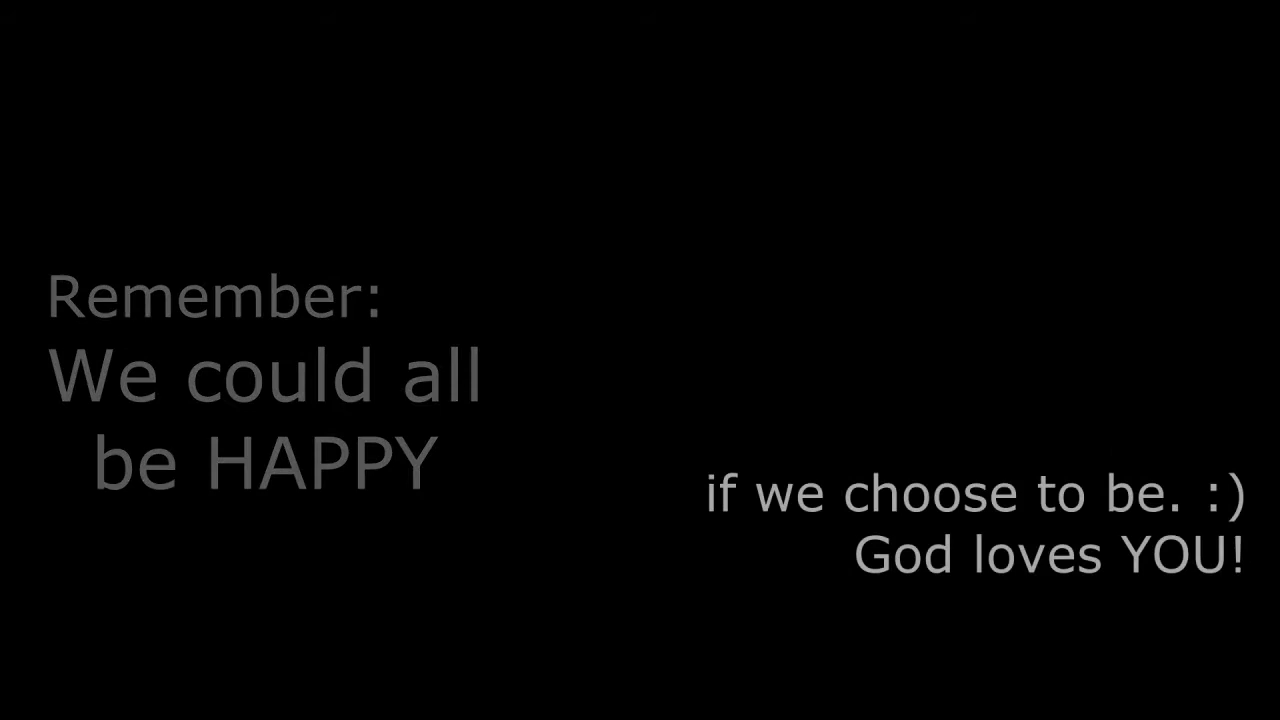 Remember:
We could all
be HAPPY
if we choose to be. :)
God loves YOU!